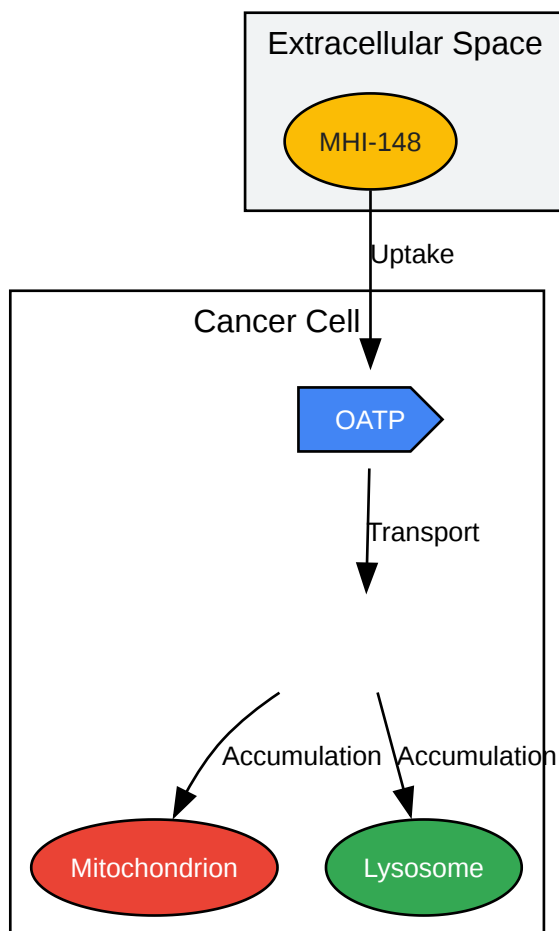 Extracellular Space
MHI-148
Uptake
Cancer Cell
OATP
Transport
Accumulation
Accumulation
Mitochondrion
Lysosome